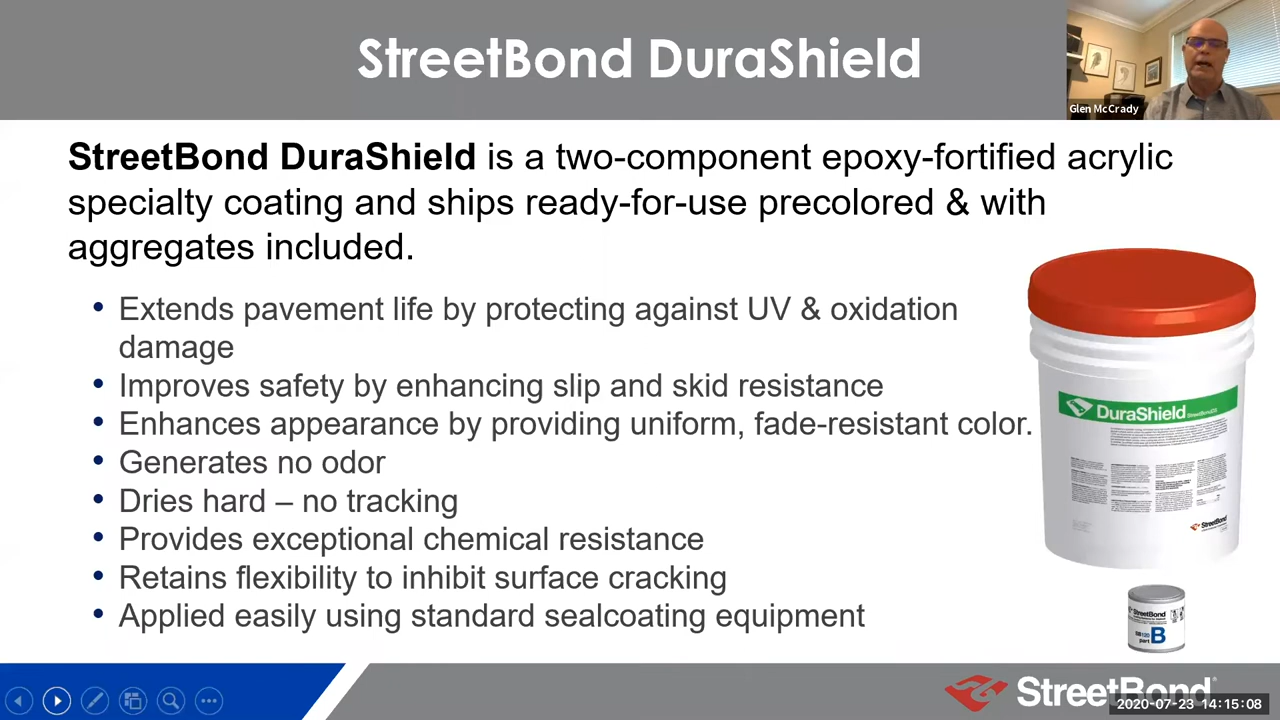 StreetBond DuraShield
Glen McCrady
StreetBond DuraShield is a two-component epoxy-fortified acrylic
specialty coating and ships ready-for-use precolored & with
aggregates included.
• Extends pavement life by protecting against UV & oxidation
damage
• Improves safety by enhancing slip and skid resistance
• Enhances appearance by providing uniform, fade-resistant color.
• Generates no odor
• Dries hard – no tracking
• Provides exceptional chemical resistance
• Retains flexibility to inhibit surface cracking
• Applied easily using standard sealcoating equipment
DuraShield
StreetBond
StreetBond
part B
StreetBond
2020-07-23 14:15:08